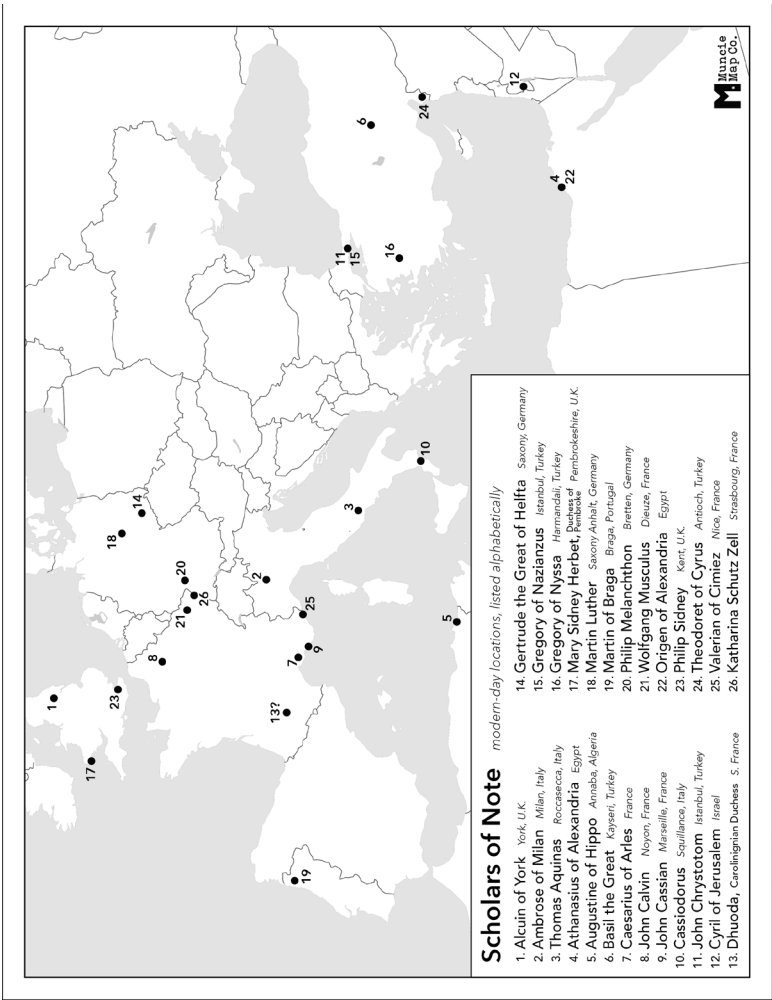 Scholars of Note modern-day locations, listed alphabetically
1. Alcuin of York York, U.K.
2. Ambrose of Milan Milan, Italy
3. Thomas Aquinas Roccasecca, Italy
4. Athanasius of Alexandria Egypt
5. Augustine of Hippo Annaba, Algeria
6. Basil the Great Kayseri, Turkey
7. Caesarius of Arles France
8. John Calvin Noyon, France
9. John Cassian Marseille, France
10. Cassiodorus Squillance, Italy
11. John Chrystotom Istanbul, Turkey
12. Cyril of Jerusalem Israel
13. Dhuoda, Carolinignian Duchess S. France
14. Gertrude the Great of Helfta Saxony, Germany
15. Gregory of Nazianzus Istanbul, Turkey
16. Gregory of Nyssa Harmandali, Turkey
17. Mary Sidney Herbet, Duchess of Pembroke Pembrokeshire, U.K.
18. Martin Luther Saxony Anhalt, Germany
19. Martin of Braga Braga, Portugal
20. Philip Melanchthon Bretten, Germany
21. Wolfgang Musculus Dieuze, France
22. Origen of Alexandria Egypt
23. Philip Sidney Kent, U.K.
24. Theodoret of Cyrus Antioch, Turkey
25. Valerian of Cimiez Nice, France
26. Katharina Schutz Zell Strasbourg, France
1
17
23
8
18
14
20
21
26
2
25
7
9
13?
19
3
10
5
11
15
16
6
24
4
22
12
M Muncie
Map Co.